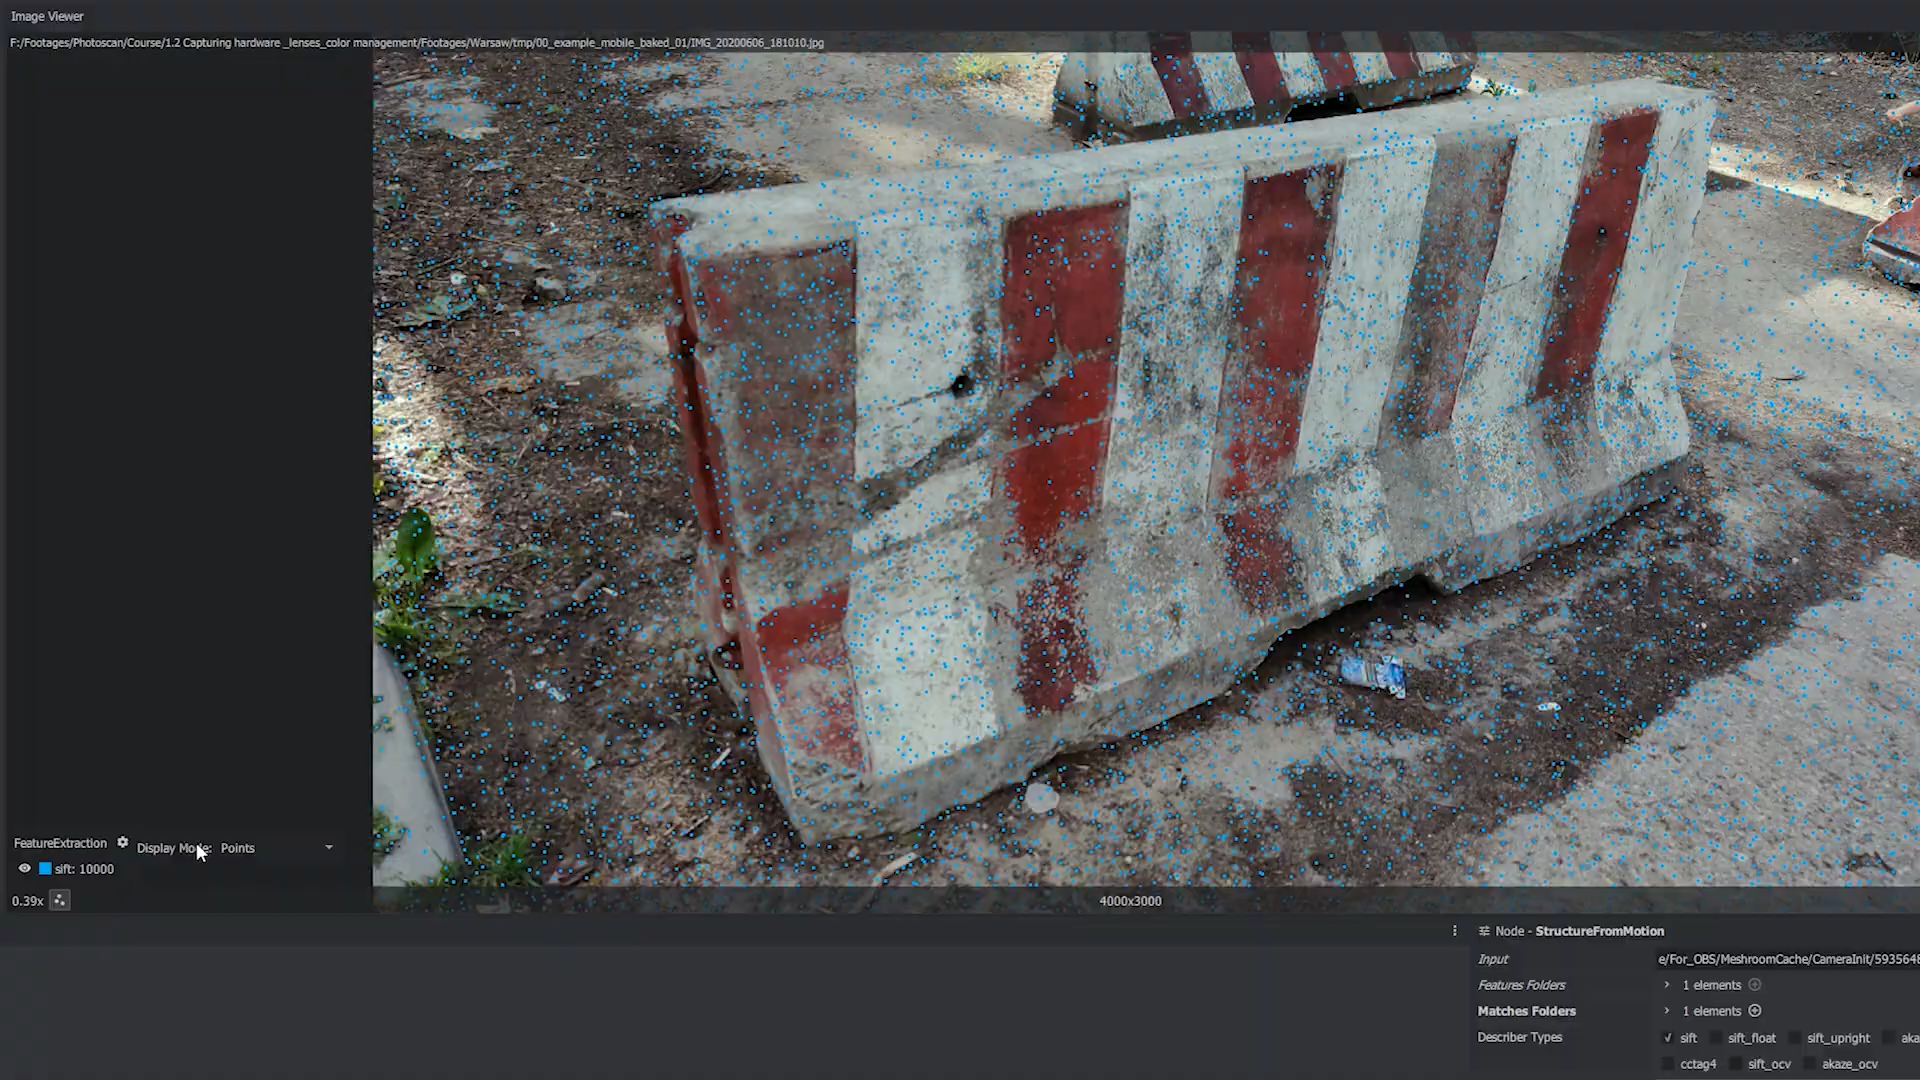 Image Viewer
F:/Footages/Photoscan/Course/1.2 Capturing hardware _lenses_color management/Footages/Warsaw/tmp/00_example_mobile_baked_01/IMG_20200606_181010.jpg
FeatureExtraction Display Mode: Points
sift: 10000
0.39x
4000x3000
Node - StructureFromMotion
Input e/For_OBS/MeshroomCache/CameraInit/5935648
Features Folders 1 elements
Matches Folders 1 elements
Describer Types sift sift_float sift_upright aka
cctag4 sift_ocv akaze_ocv